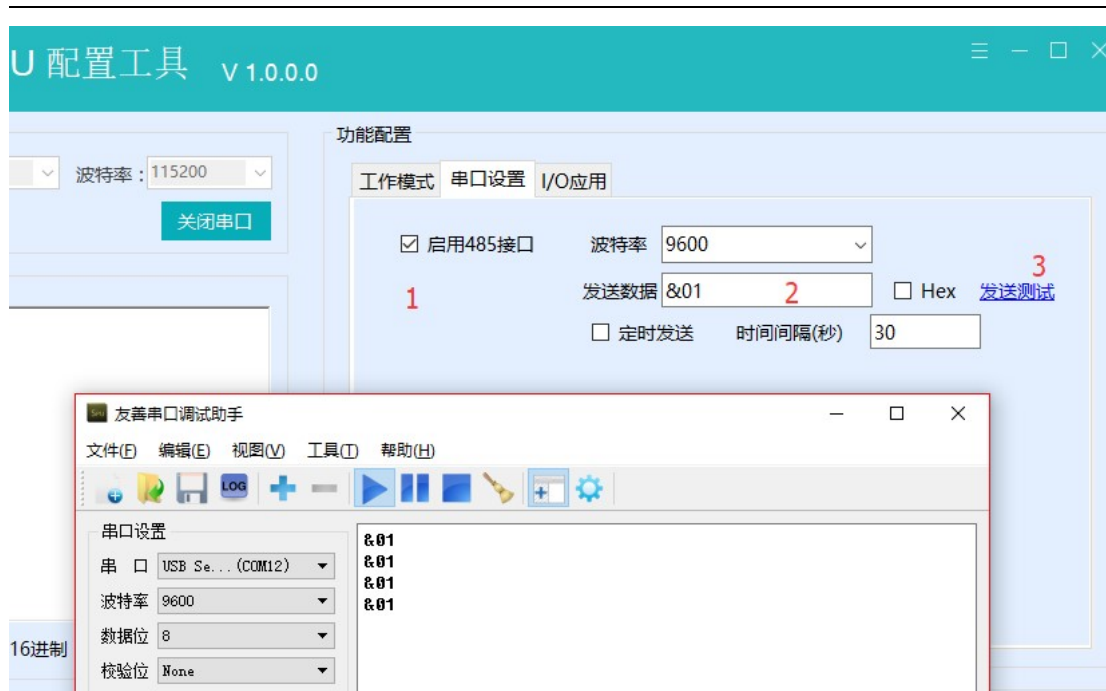 U 配置工具 V 1.0.0.0
功能配置
波特率： 115200
关闭串口
工作模式 串口设置 I/O应用
启用485接口 波特率 9600
3
1
发送数据 &01 2 Hex 发送测试
定时发送 时间间隔(秒) 30
友善串口调试助手
文件(F) 编辑(E) 视图(V) 工具(T) 帮助(H)
LOG
串口设置
串 口 USB Se...(COM12)
波特率 9600
数据位 8
校验位 None
&01
&01
&01
&01
16进制